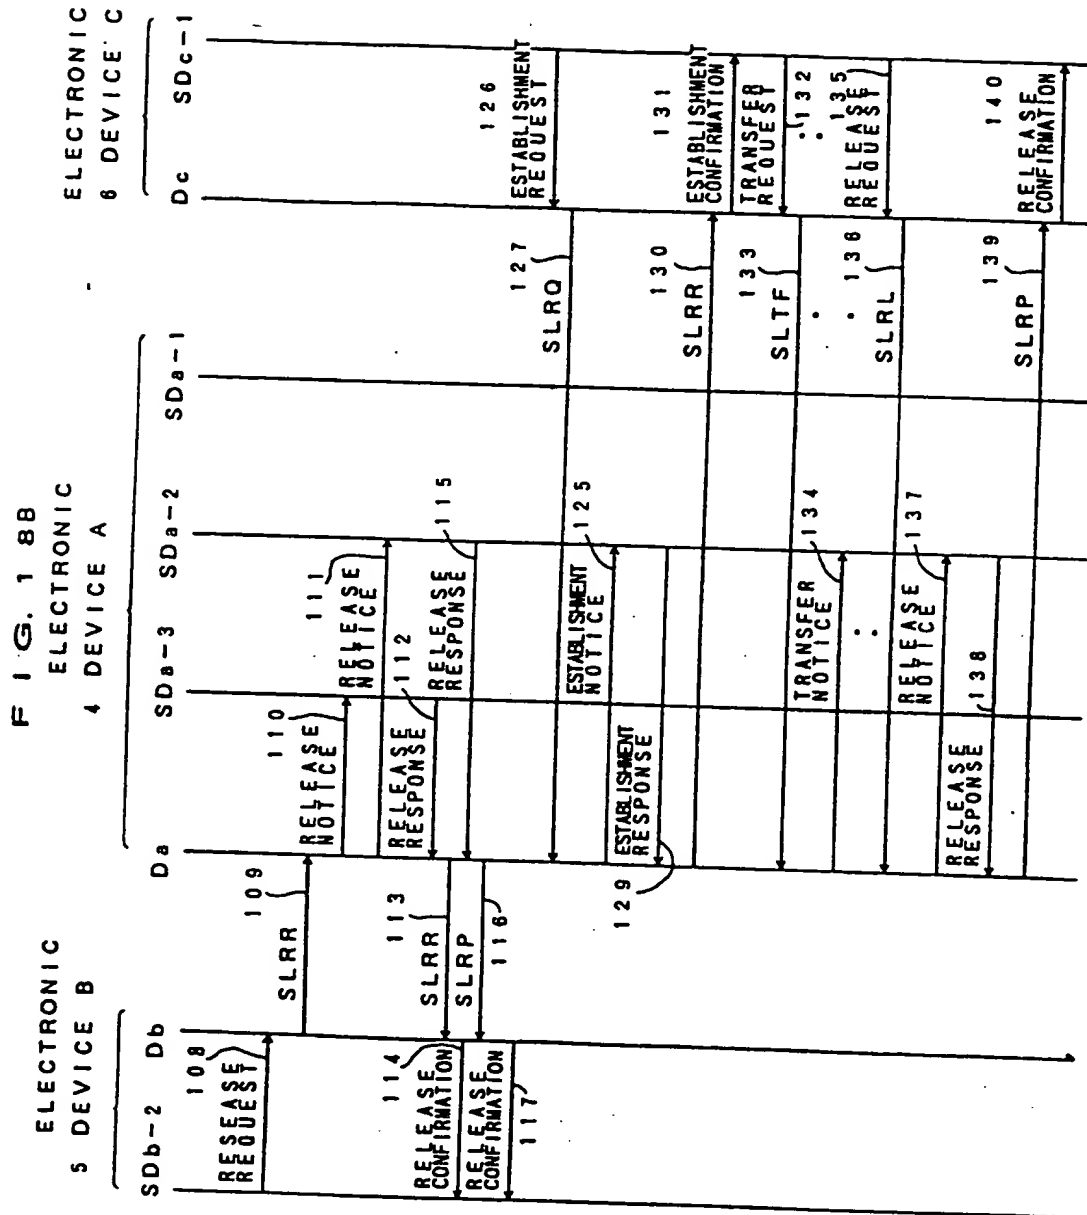 FIG. 18B
ELECTRONIC
5 DEVICE B
ELECTRONIC
4 DEVICE A
ELECTRONIC
6 DEVICE C
SDb-2
Db
Da
SDa-3
SDa-2
SDa-1
Dc
SDc-1
108
RESEASE
REQUEST
109
SLRR
110
RELEASE
NOTICE
111
RELEASE
NOTICE
112
RELEASE
RESPONSE
113
SLRR
114
RELEASE
CONFIRMATION
115
RELEASE
RESPONSE
116
SLRP
RELEASE
CONFIRMATION
117
126
ESTABLISHMENT
REQUEST
127
SLRQ
125
ESTABLISHMENT
NOTICE
ESTABLISHMENT
RESPONSE
129
130
SLRR
131
ESTABLISHMENT
CONFIRMATION
TRANSFER
REQUEST
132
133
SLTF
134
TRANSFER
NOTICE
135
RELEASE
REQUEST
136
SLRL
137
RELEASE
NOTICE
138
RELEASE
RESPONSE
139
SLRP
140
RELEASE
CONFIRMATION